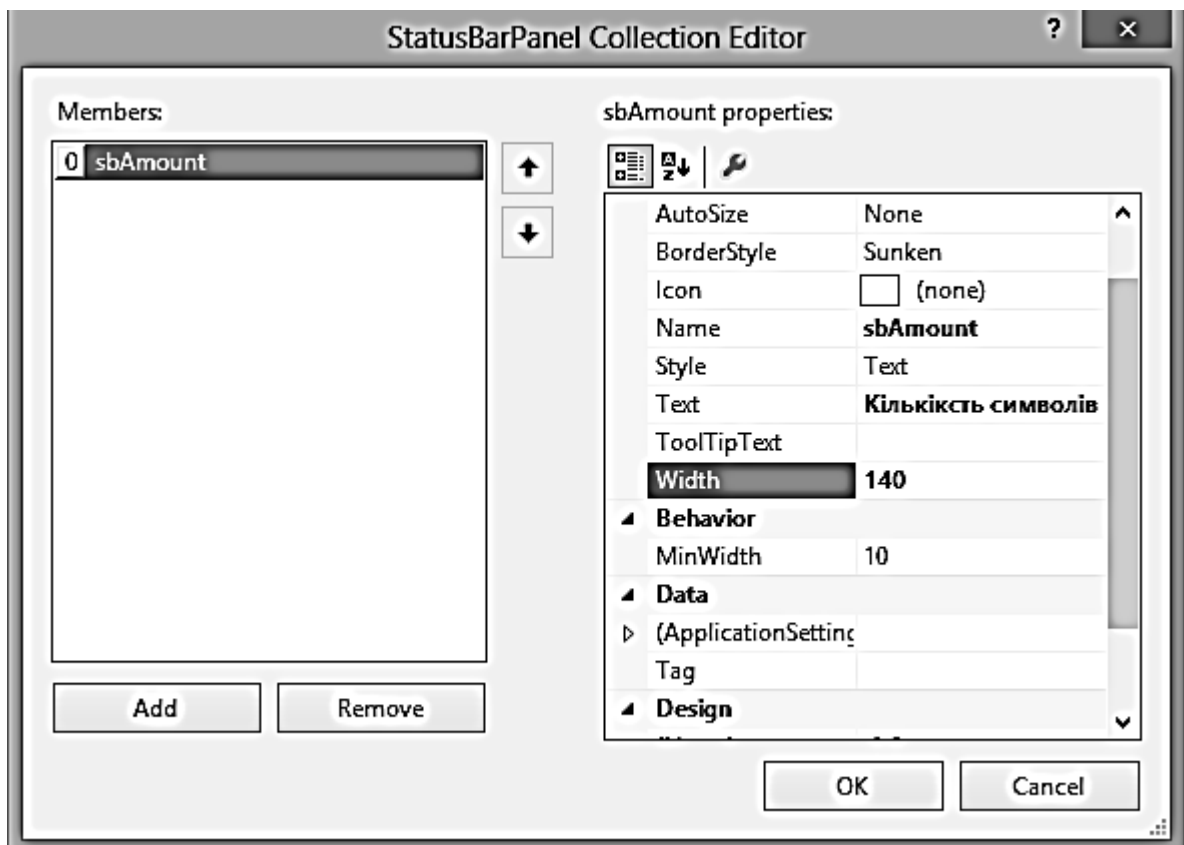 StatusBarPanel Collection Editor ? ×
Members:
0 sbAmount
Add Remove
sbAmount properties:
AutoSize None
BorderStyle Sunken
Icon (none)
Name sbAmount
Style Text
Text Кількіксть символів
ToolTipText
Width 140
Behavior
MinWidth 10
Data
(ApplicationSetting
Tag
Design
OK Cancel